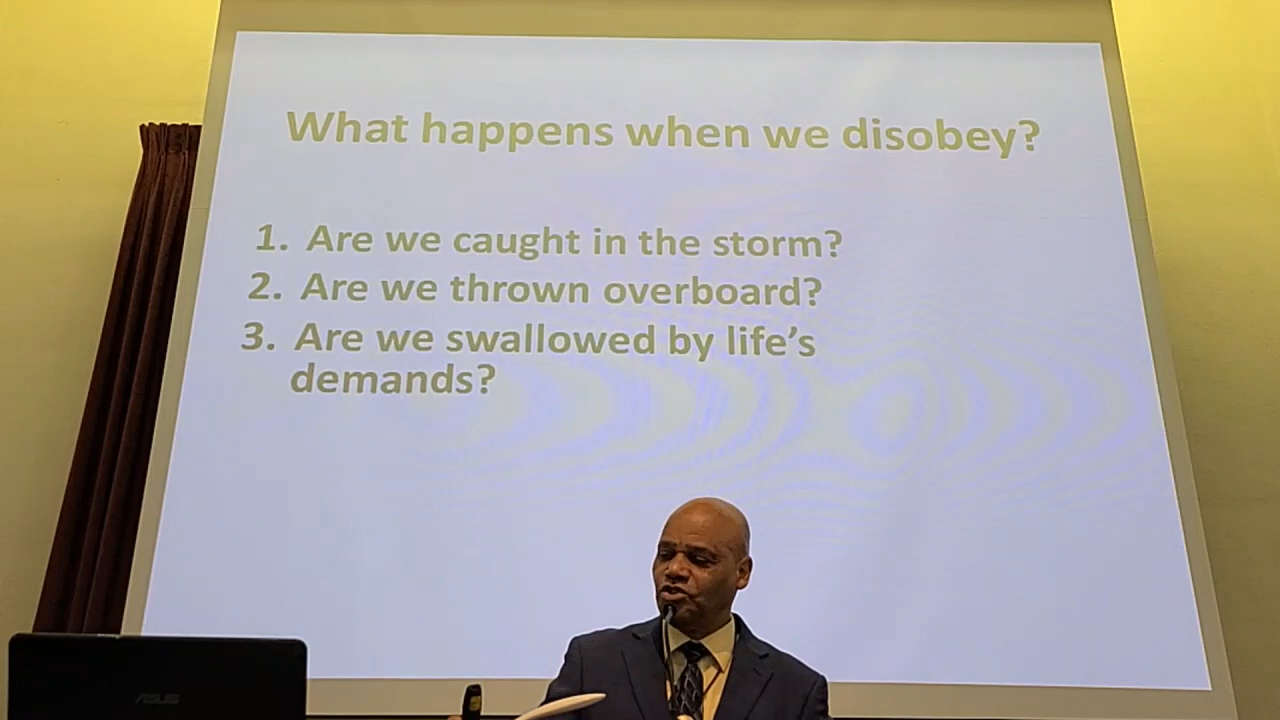 What happens when we disobey?
1. Are we caught in the storm?
2. Are we thrown overboard?
3. Are we swallowed by life’s
demands?
ASUS